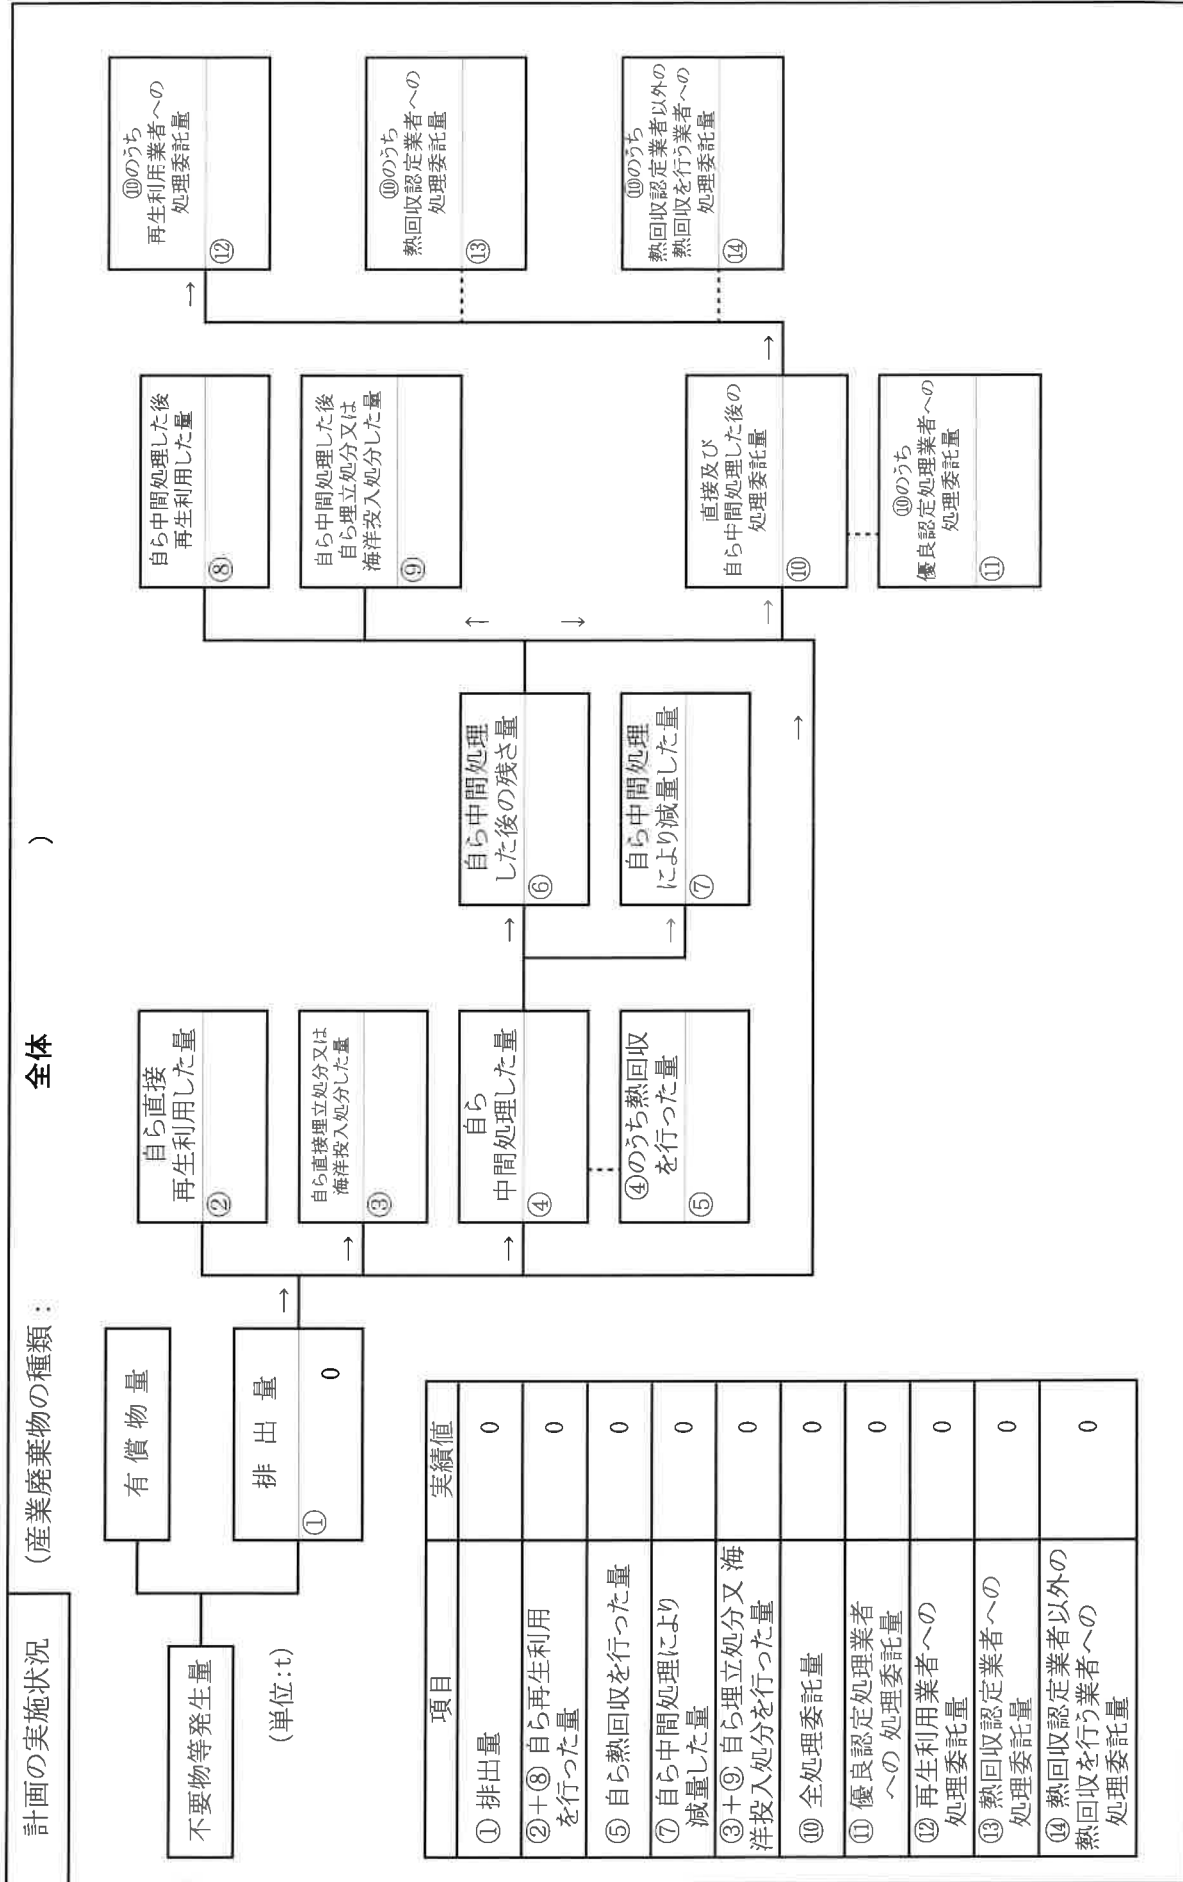 計画の実施状況
(産業廃棄物の種類：
全体
)
不要物等発生量
(単位:t)
有 償 物 量
排 出 量
①
0
自ら直接
再生利用した量
②
自ら直接埋立処分又は
海洋投入処分した量
③
自ら
中間処理した量
④
④のうち熱回収
を行った量
⑤
自ら中間処理
した後の残さ量
⑥
自ら中間処理
により減量した量
⑦
自ら中間処理した後
再生利用した量
⑧
自ら中間処理した後
自ら埋立処分又は
海洋投入処分した量
⑨
直接及び
自ら中間処理した後の
処理委託量
⑩
⑩のうち
優良認定処理業者への
処理委託量
⑪
⑩のうち
再生利用業者への
処理委託量
⑫
⑩のうち
熱回収認定業者への
処理委託量
⑬
⑩のうち
熱回収認定業者以外の
熱回収を行う業者への
処理委託量
⑭
項目 実績値
① 排出量 0
②＋⑧ 自ら再生利用
を行った量 0
⑤ 自ら熱回収を行った量 0
⑦ 自ら中間処理により
減量した量 0
③＋⑨ 自ら埋立処分又 海
洋投入処分を行った量 0
⑩ 全処理委託量 0
⑪ 優良認定処理業者
への 処理委託量 0
⑫ 再生利用業者への
処理委託量 0
⑬ 熱回収認定業者への
処理委託量 0
⑭ 熱回収認定業者以外の
熱回収を行う業者への
処理委託量 0